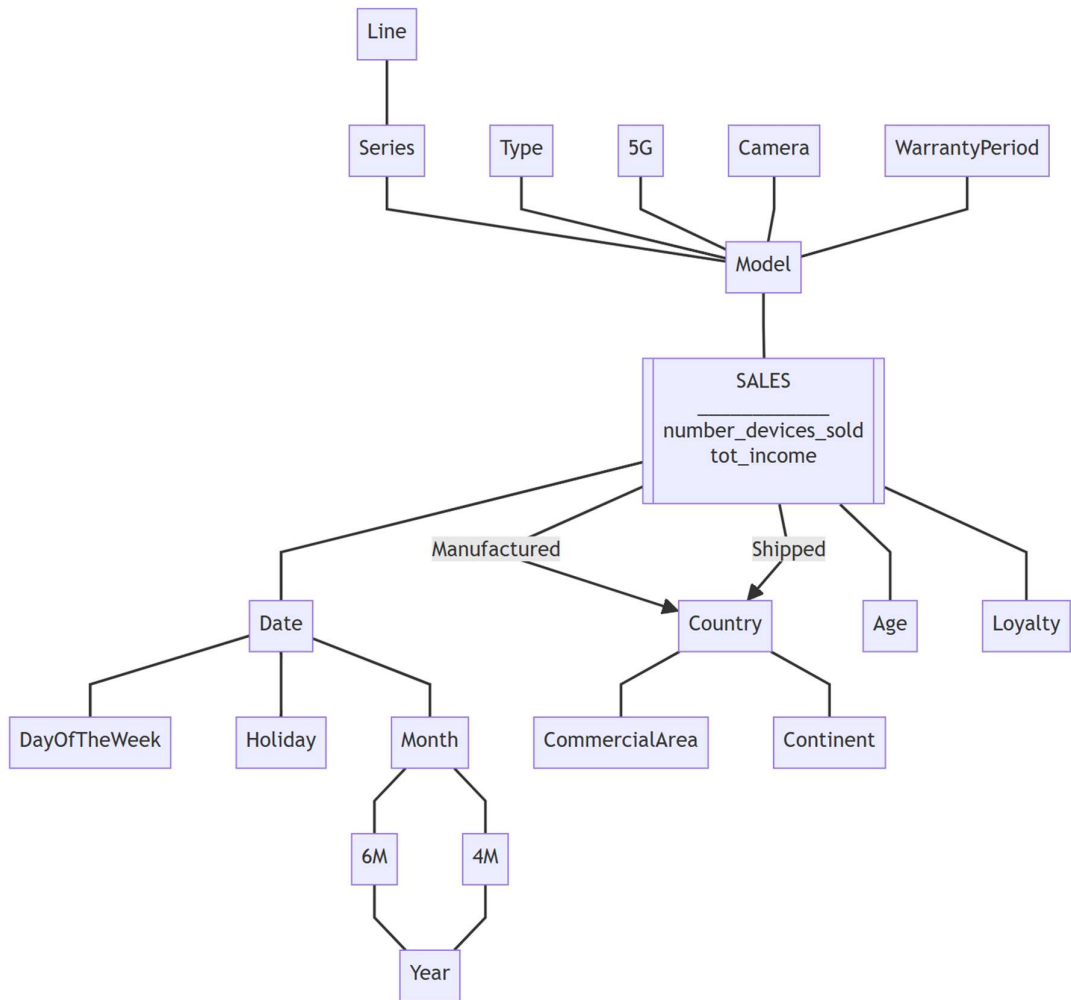 Line
Series
Type
5G
Camera
WarrantyPeriod
Model
SALES
____________
number_devices_sold
tot_income
Manufactured
Shipped
Date
Country
Age
Loyalty
DayOfTheWeek
Holiday
Month
CommercialArea
Continent
6M
4M
Year